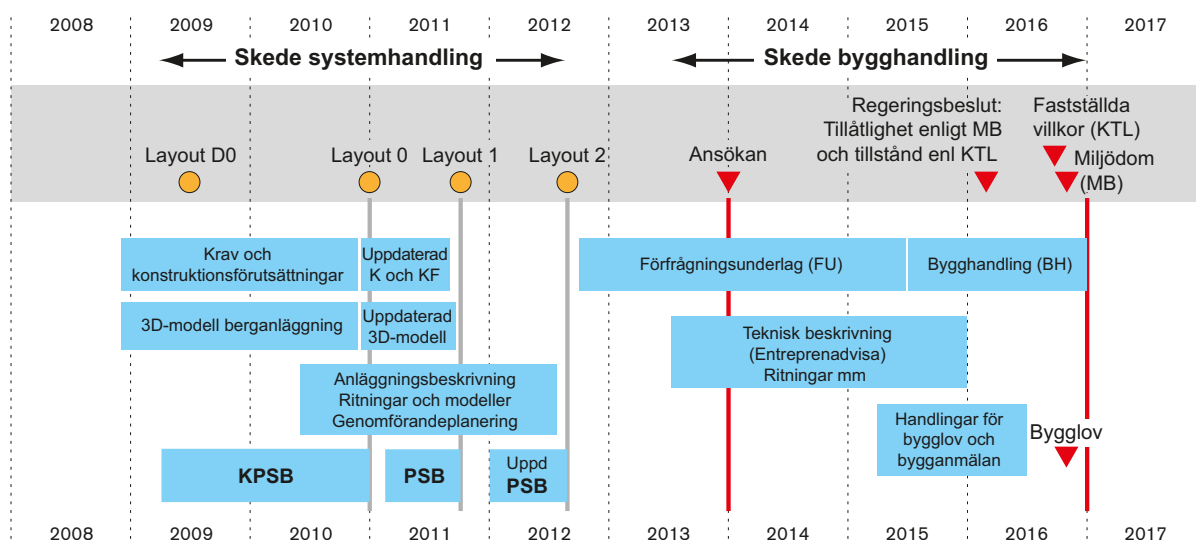 2008 2009 2010 2011 2012 2013 2014 2015 2016 2017
Skede systemhandling
Skede bygghandling
Regeringsbeslut:
Tillåtlighet enligt MB
och tillstånd enl KTL
Fastställda
villkor (KTL)
Layout D0
Layout 0
Layout 1
Layout 2
Ansökan
Miljödom
(MB)
Krav och
konstruktionsförutsättningar
Uppdaterad
K och KF
Förfrågningsunderlag (FU)
Bygghandling (BH)
3D-modell berganläggning
Uppdaterad
3D-modell
Teknisk beskrivning
(Entreprenadvisa)
Ritningar mm
Anläggningsbeskrivning
Ritningar och modeller
Genomförandeplanering
Handlingar för
bygglov och
bygganmälan
Bygglov
KPSB
PSB
Uppd
PSB
2008 2009 2010 2011 2012 2013 2014 2015 2016 2017